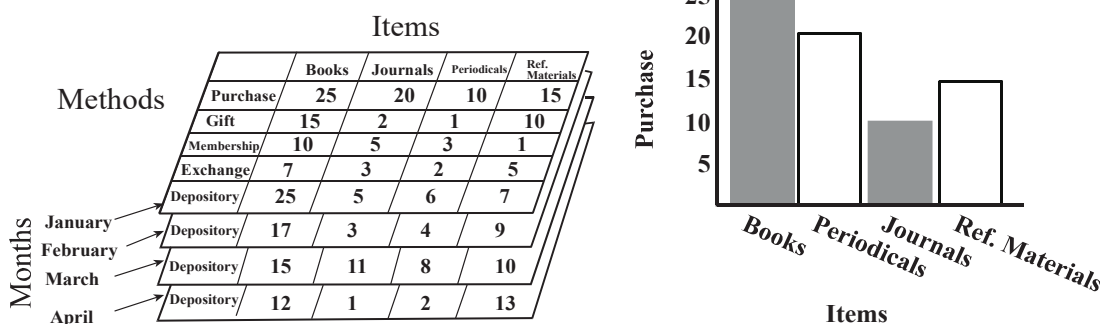 Items
Books Journals Periodicals Ref. Materials
Methods
Purchase 25 20 10 15
Gift 15 2 1 10
Membership 10 5 3 1
Exchange 7 3 2 5
Depository 25 5 6 7
January
Depository 17 3 4 9
February
Depository 15 11 8 10
March
Depository 12 1 2 13
April
Months
25
20
15
10
5
Purchase
Books
Periodicals
Journals
Ref. Materials
Items